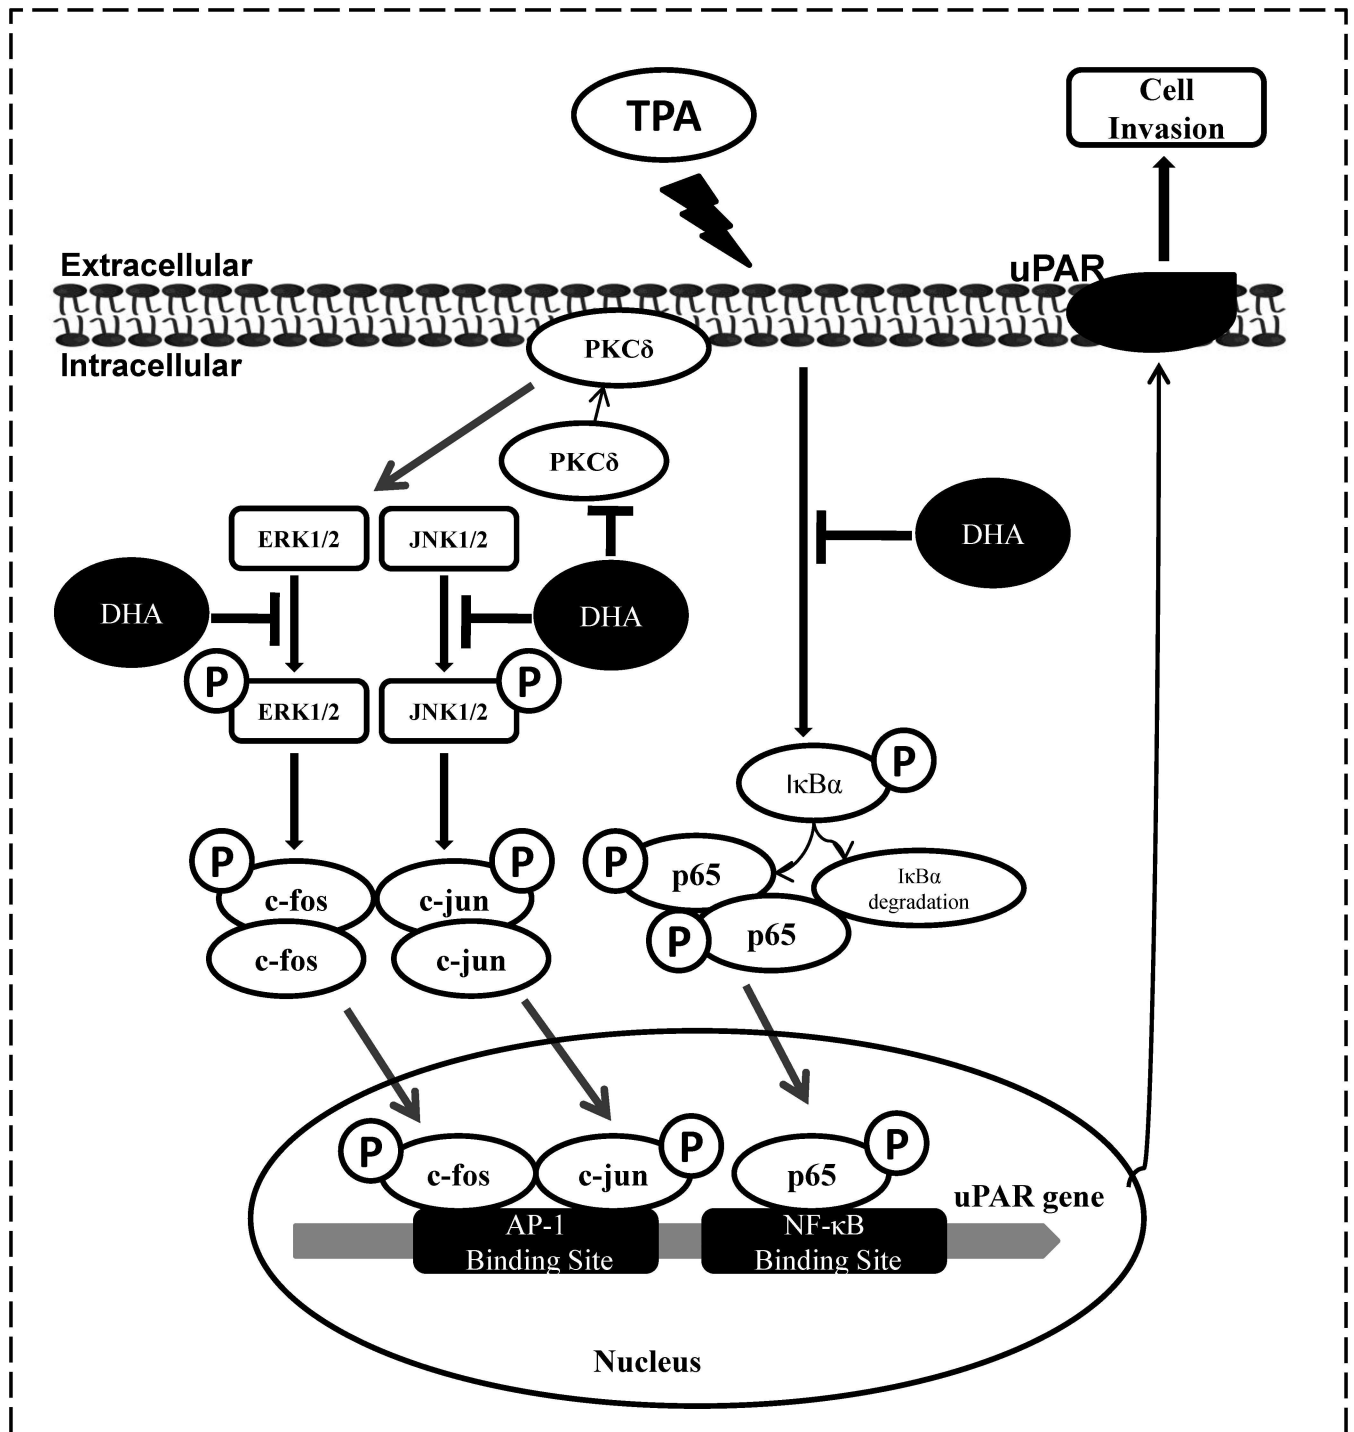 TPA
Cell
Invasion
Extracellular
uPAR
Intracellular
PKCδ
PKCδ
ERK1/2
JNK1/2
DHA
DHA
DHA
P
ERK1/2
JNK1/2
P
IκBα
P
P
c-fos
c-jun
P
P
p65
IκBα
degradation
c-fos
c-jun
P
p65
P
c-fos
c-jun
P
p65
P
uPAR gene
AP-1
Binding Site
NF-κB
Binding Site
Nucleus